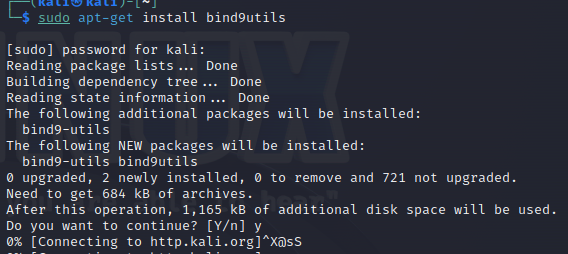 (kali㉿kali)-[~]
$ sudo apt-get install bind9utils
[sudo] password for kali:
Reading package lists... Done
Building dependency tree... Done
Reading state information... Done
The following additional packages will be installed:
bind9-utils
The following NEW packages will be installed:
bind9-utils bind9utils
0 upgraded, 2 newly installed, 0 to remove and 721 not upgraded.
Need to get 684 kB of archives.
After this operation, 1,165 kB of additional disk space will be used.
Do you want to continue? [Y/n] y
0% [Connecting to http.kali.org]^X@sS